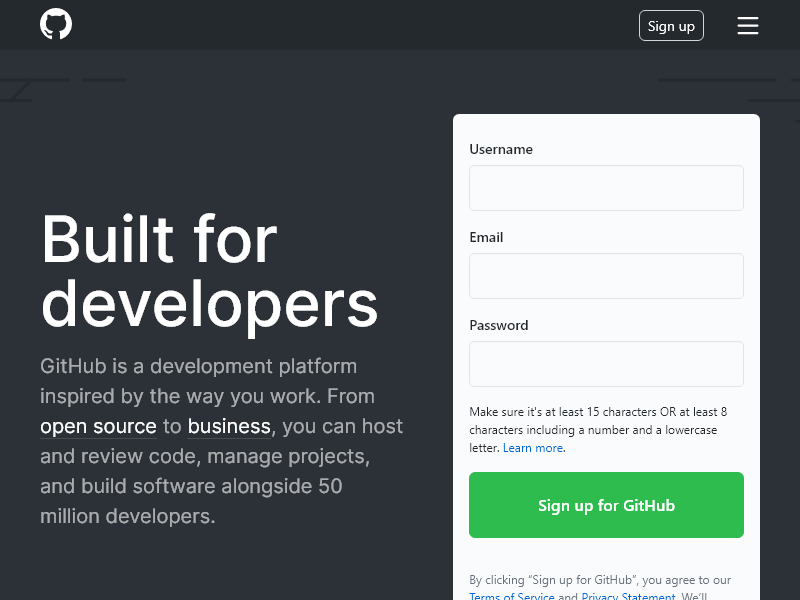 Sign up
Built for
developers
GitHub is a development platform
inspired by the way you work. From
open source to business, you can host
and review code, manage projects,
and build software alongside 50
million developers.
Username
Email
Password
Make sure it's at least 15 characters OR at least 8
characters including a number and a lowercase
letter. Learn more.
Sign up for GitHub
By clicking “Sign up for GitHub”, you agree to our
Terms of Service and Privacy Statement. We’ll